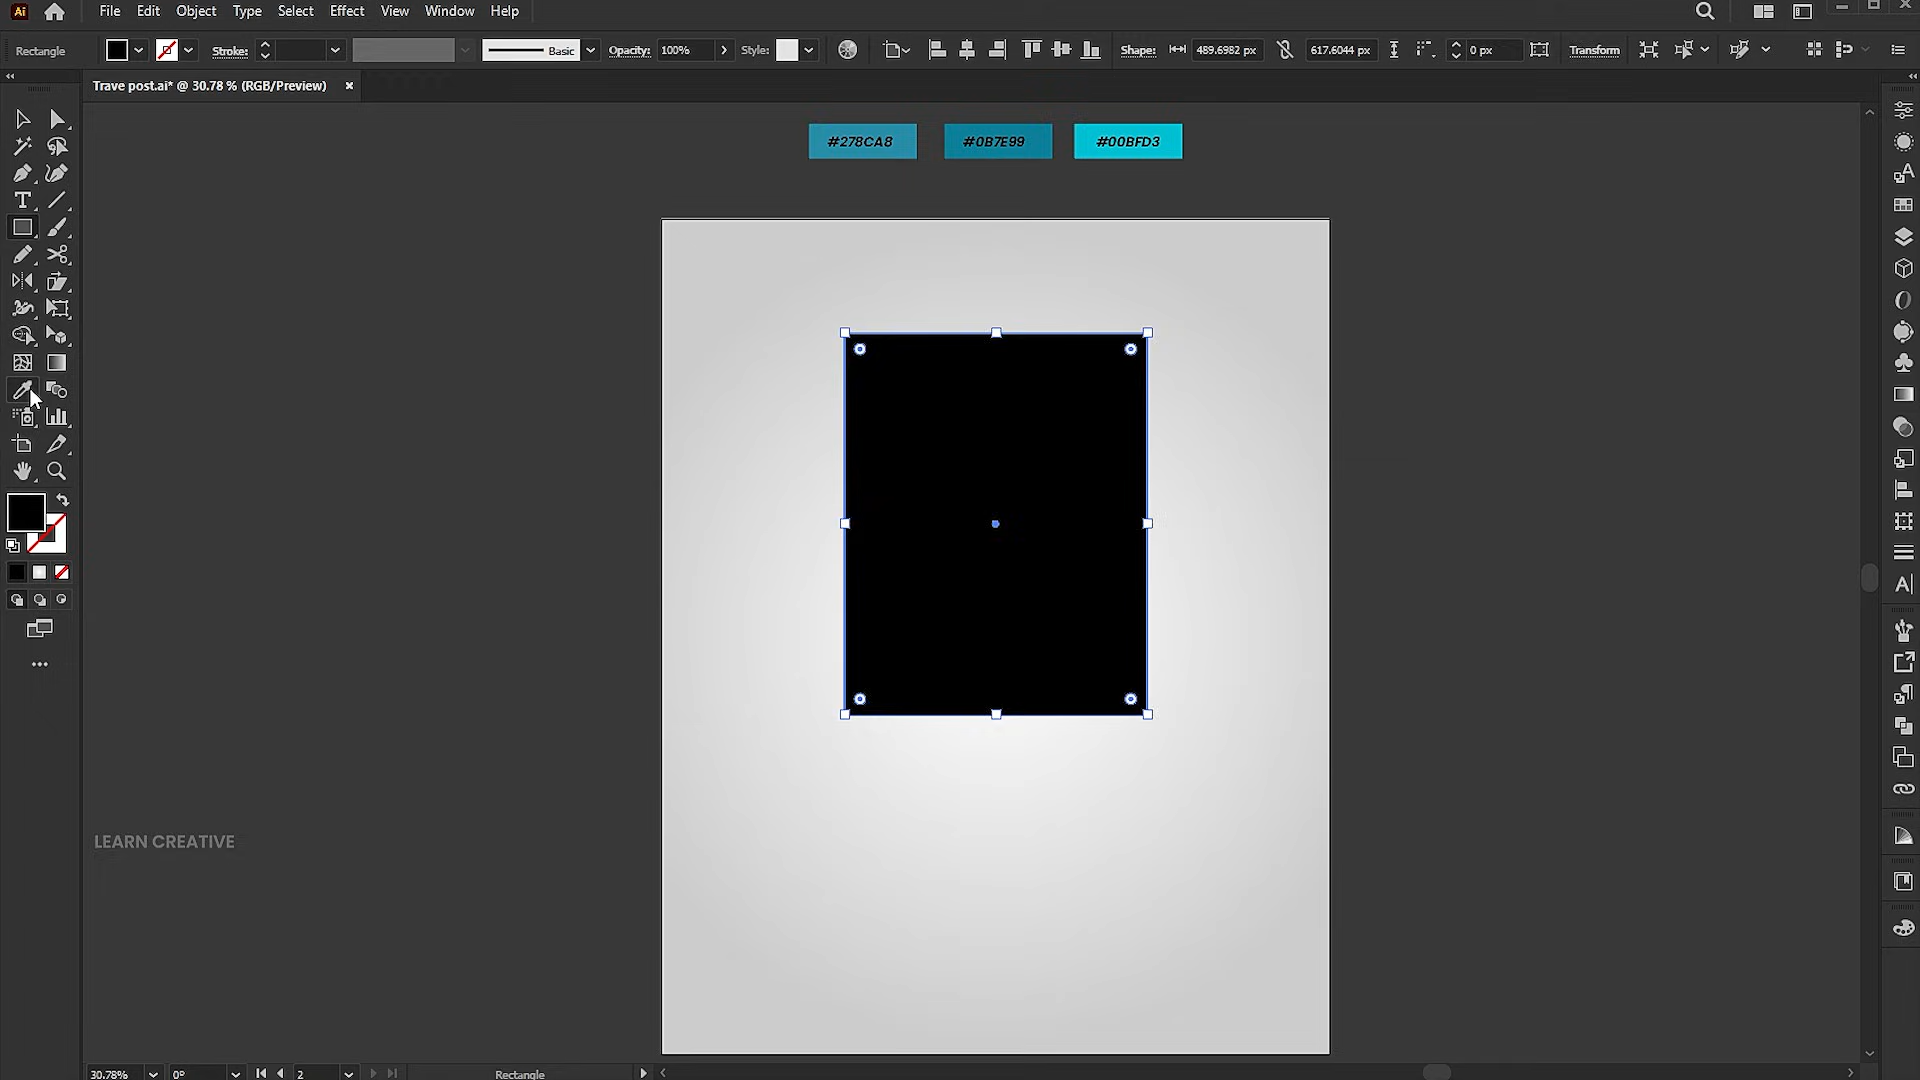 Ai File Edit Object Type Select Effect View Window Help
Rectangle Stroke: Basic Opacity: 100% Style: Shape: 489.6982 px 617.6044 px 0 px Transform
Trave post.ai* @ 30.78 % (RGB/Preview) ×
#278CA8 #0B7E99 #00BFD3
LEARN CREATIVE
30.78% 0° 2 Rectangle